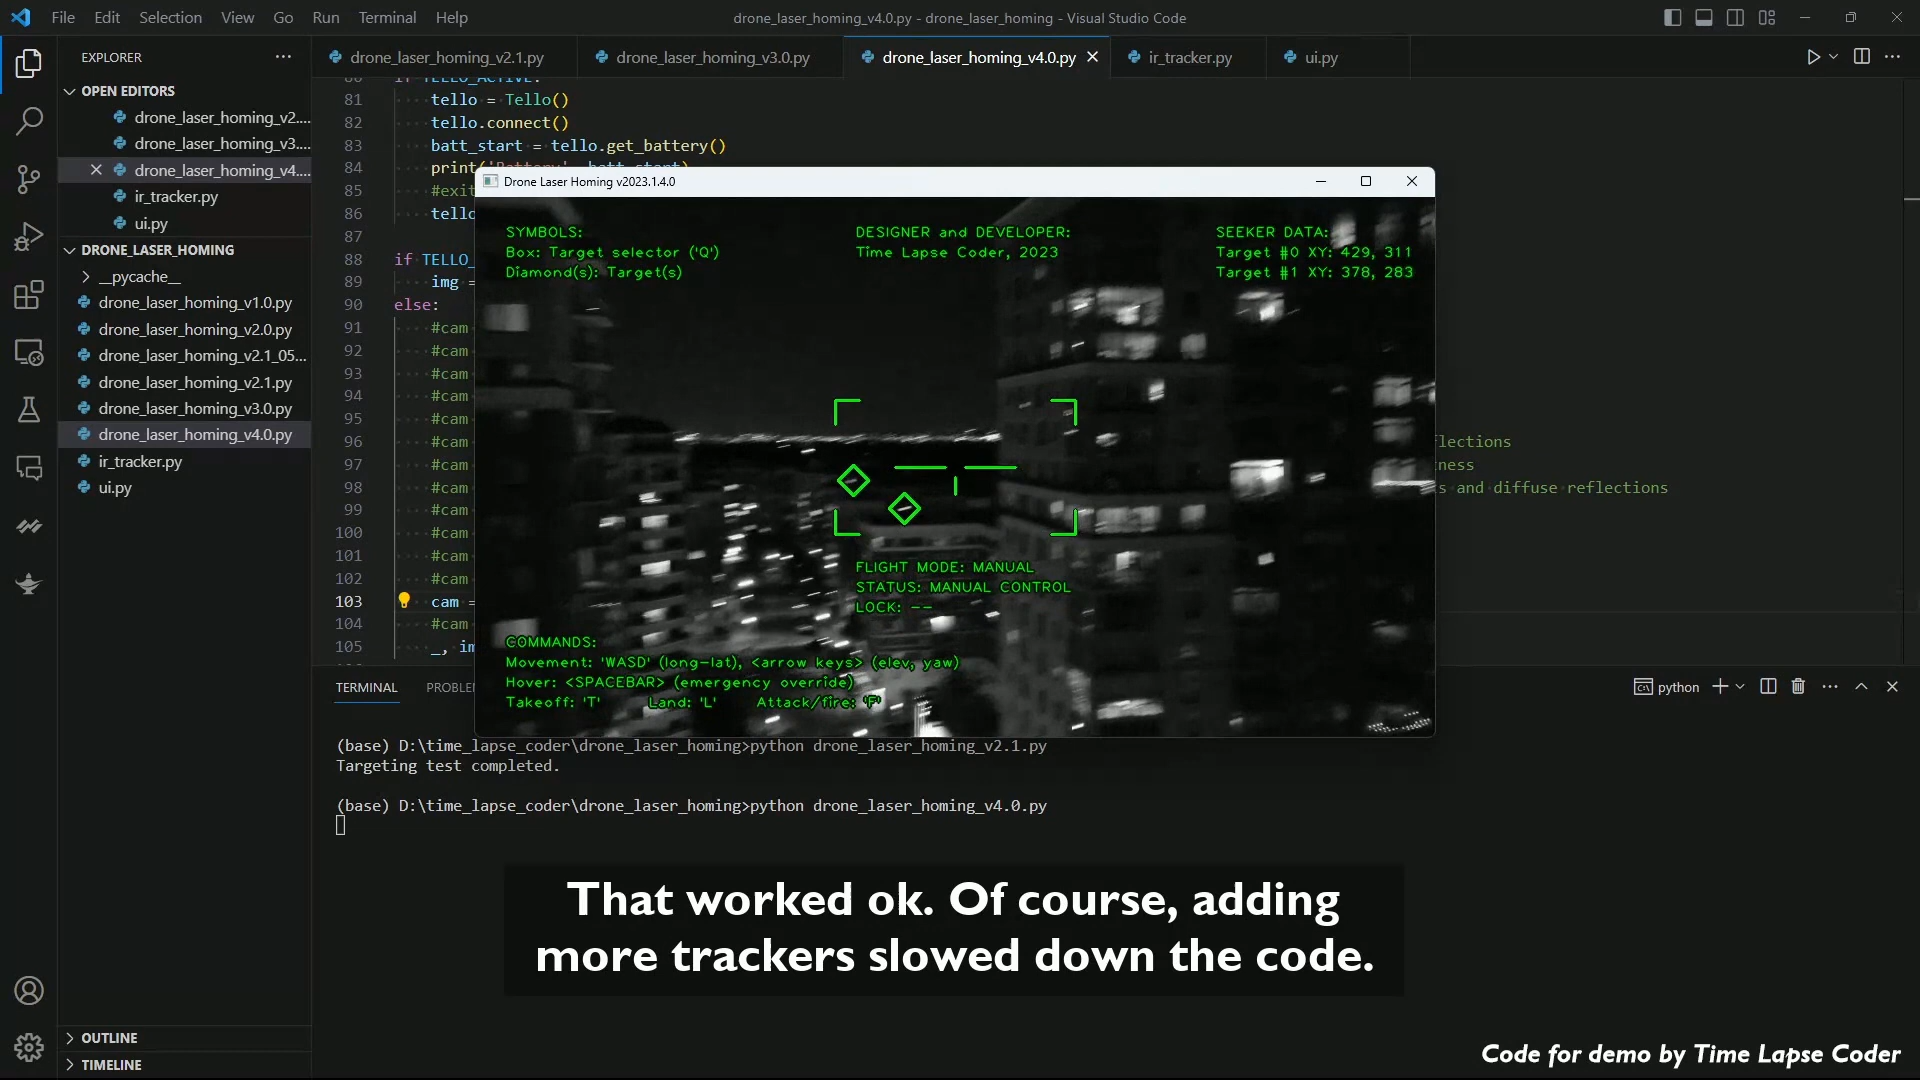 File Edit Selection View Go Run Terminal Help
drone_laser_homing_v4.0.py - drone_laser_homing - Visual Studio Code
EXPLORER
drone_laser_homing_v2.1.py
drone_laser_homing_v3.0.py
drone_laser_homing_v4.0.py
ir_tracker.py
ui.py
OPEN EDITORS
drone_laser_homing_v2....
drone_laser_homing_v3....
drone_laser_homing_v4....
ir_tracker.py
ui.py
DRONE_LASER_HOMING
__pycache__
drone_laser_homing_v1.0.py
drone_laser_homing_v2.0.py
drone_laser_homing_v2.1_05...
drone_laser_homing_v2.1.py
drone_laser_homing_v3.0.py
drone_laser_homing_v4.0.py
ir_tracker.py
ui.py
OUTLINE
TIMELINE
81 tello = Tello()
82 tello.connect()
83 batt_start = tello.get_battery()
84 print('Battery', batt_start)
85 #exit
86 tello
87
88 if TELLO_
89 img =
90 else:
91 #cam
92 #cam
93 #cam
94 #cam
95 #cam
96 #cam
97 #cam
98 #cam
99 #cam
100 #cam
101 #cam
102 #cam
103 cam =
104 #cam
105 _, im
flections
tness
s and diffuse reflections
Drone Laser Homing v2023.1.4.0
SYMBOLS:
Box: Target selector ('Q')
Diamond(s): Target(s)
DESIGNER and DEVELOPER:
Time Lapse Coder, 2023
SEEKER DATA:
Target #0 XY: 429, 311
Target #1 XY: 378, 283
FLIGHT MODE: MANUAL
STATUS: MANUAL CONTROL
LOCK: --
COMMANDS:
Movement: 'WASD' (long-lat), <arrow keys> (elev, yaw)
Hover: <SPACEBAR> (emergency override)
Takeoff: 'T' Land: 'L' Attack/fire: 'F'
TERMINAL PROBLEM
python
(base) D:\time_lapse_coder\drone_laser_homing>python drone_laser_homing_v2.1.py
Targeting test completed.
(base) D:\time_lapse_coder\drone_laser_homing>python drone_laser_homing_v4.0.py
That worked ok. Of course, adding
more trackers slowed down the code.
Code for demo by Time Lapse Coder